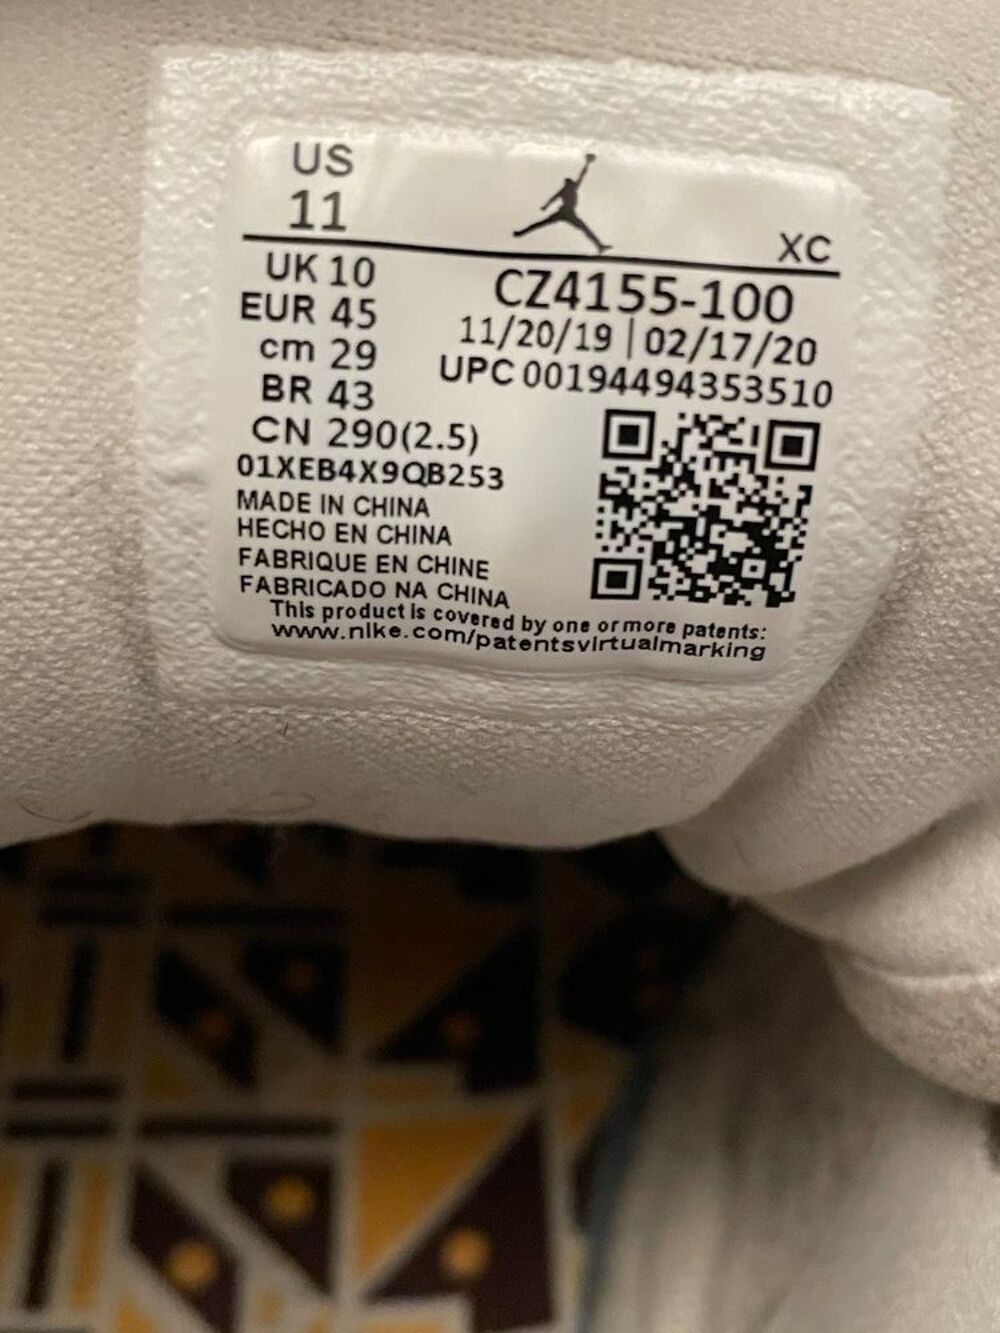 US
11
XC
UK 10
EUR 45
cm 29
BR 43
CN 290(2.5)
CZ4155-100
11/20/19 | 02/17/20
UPC 00194494353510
01XEB4X9QB253
MADE IN CHINA
HECHO EN CHINA
FABRIQUE EN CHINE
FABRICADO NA CHINA
This product is covered by one or more patents:
www.nike.com/patentsvirtualmarking